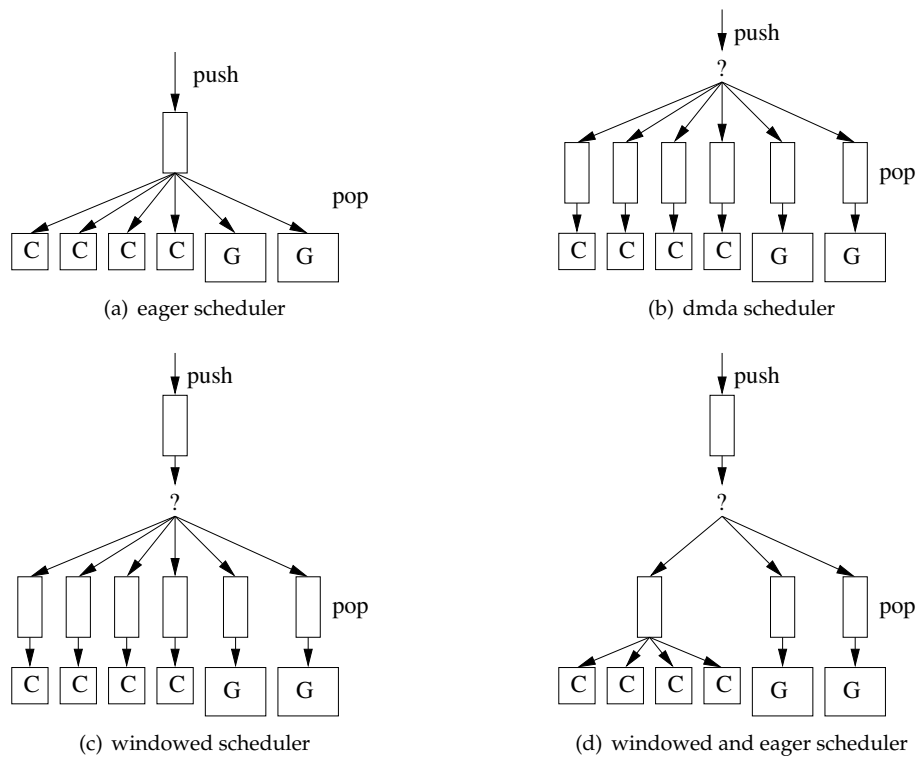 push
pop
C C C C G G
(a) eager scheduler
push
?
pop
C C C C G G
(b) dmda scheduler
push
?
pop
C C C C G G
(c) windowed scheduler
push
?
pop
C C C C G G
(d) windowed and eager scheduler